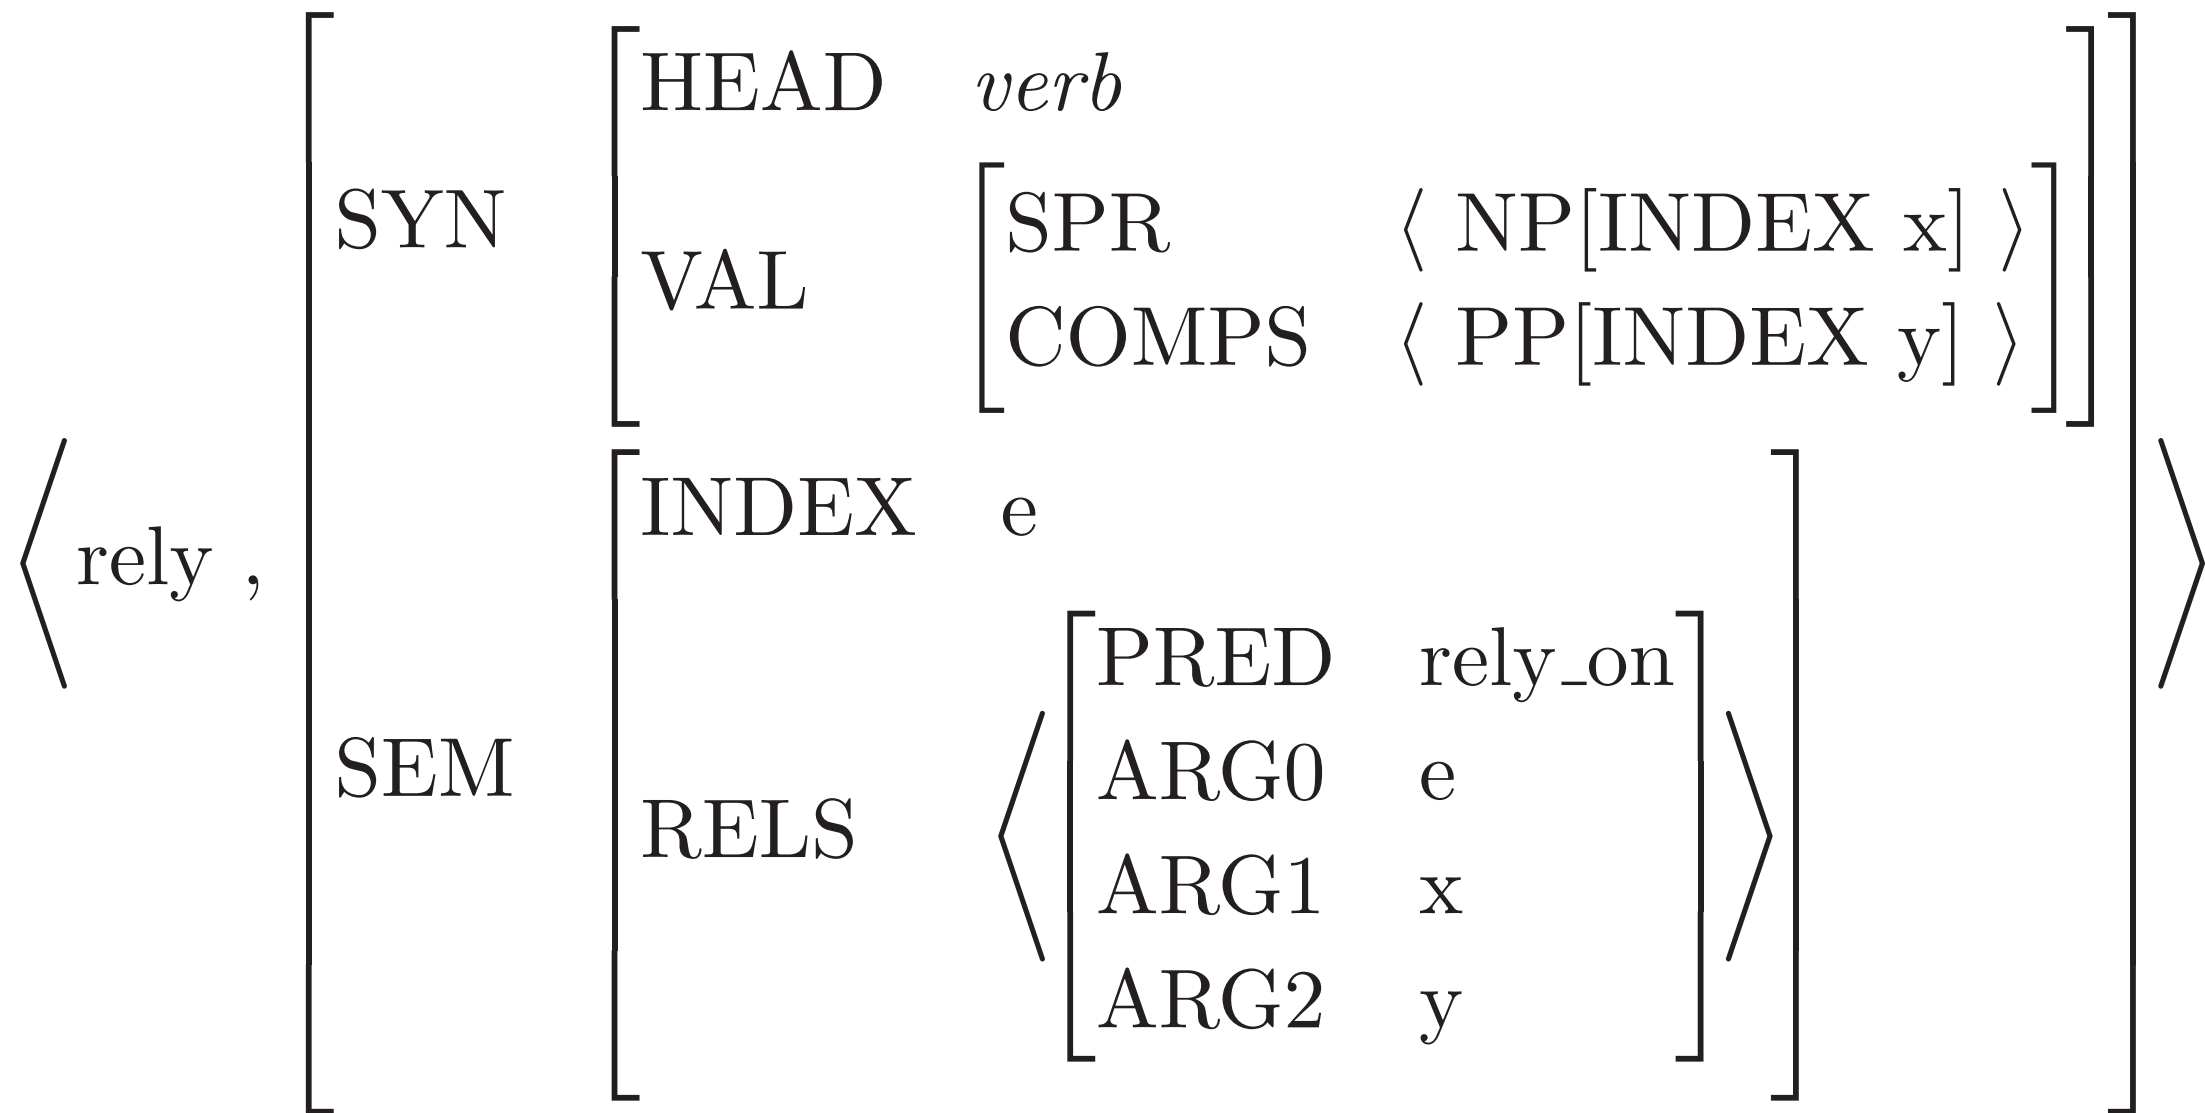 HEAD verb
SYN
VAL
SPR ⟨ NP[INDEX x] ⟩
COMPS ⟨ PP[INDEX y] ⟩
⟨ rely ,
SEM
INDEX e
RELS
PRED rely_on
ARG0 e
ARG1 x
ARG2 y
⟩